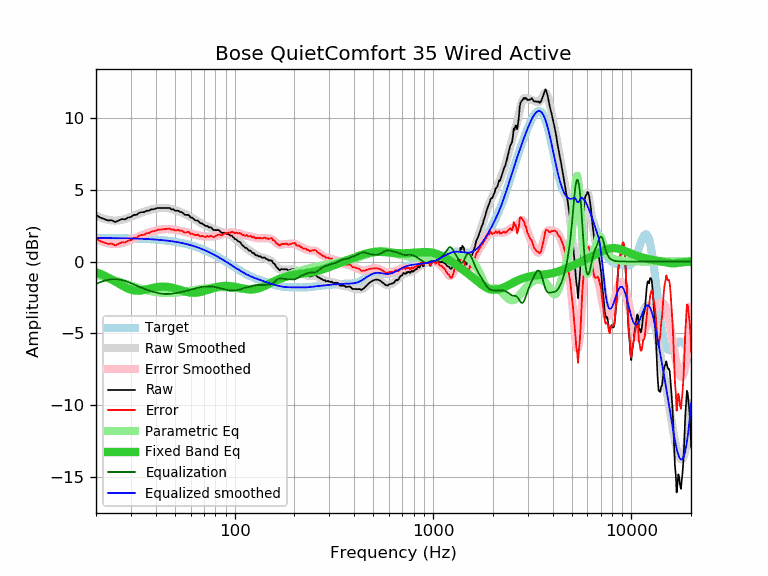 Bose QuietComfort 35 Wired Active
Amplitude (dBr)
10
5
0
−5
−10
−15
Target
Raw Smoothed
Error Smoothed
Raw
Error
Parametric Eq
Fixed Band Eq
Equalization
Equalized smoothed
100
1000
10000
Frequency (Hz)